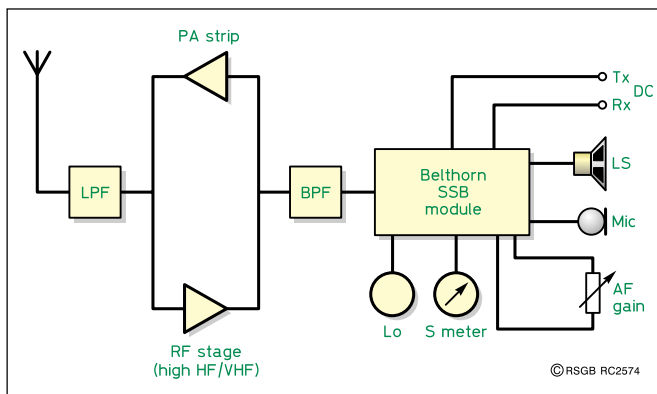 PA strip
Tx
DC
Rx
LPF
BPF
Belthorn
SSB
module
LS
Mic
Lo
S meter
AF
gain
RF stage
(high HF/VHF)
©RSGB RC2574